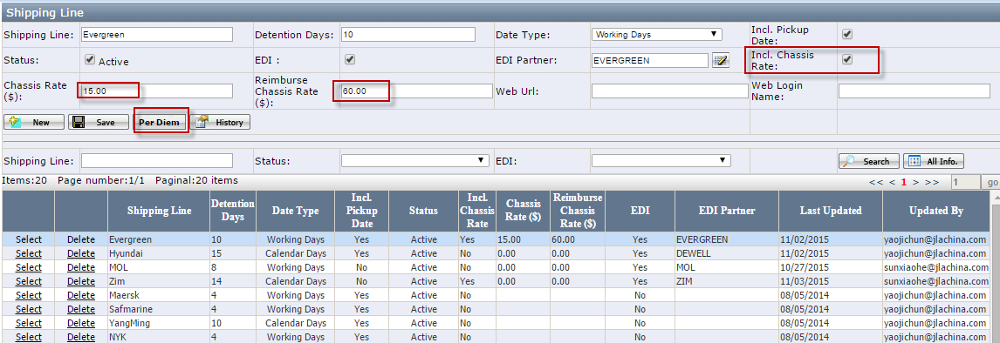 Shipping Line
Shipping Line: Evergreen Detention Days: 10 Date Type: Working Days Incl. Pickup Date:
Status: Active EDI : EDI Partner: EVERGREEN Incl. Chassis Rate:
Chassis Rate ($): 15.00 Reimburse Chassis Rate ($): 60.00 Web Url: Web Login Name:
New Save Per Diem History
Shipping Line: Status: EDI: Search All Info.
Items:20 Page number:1/1 Paginal:20 items << < 1 > >> 1 go
Shipping Line Detention Days Date Type Incl. Pickup Date Status Incl. Chassis Rate Chassis Rate ($) Reimburse Chassis Rate ($) EDI EDI Partner Last Updated Updated By
Select Delete Evergreen 10 Working Days Yes Active Yes 15.00 60.00 Yes EVERGREEN 11/02/2015 yaojichun@jlachina.com
Select Delete Hyundai 15 Calendar Days Yes Active No 0.00 0.00 Yes DEWELL 11/02/2015 yaojichun@jlachina.com
Select Delete MOL 8 Working Days No Active No 0.00 0.00 Yes MOL 10/27/2015 sunxiaohe@jlachina.com
Select Delete Zim 14 Calendar Days No Active Yes 0.00 0.00 Yes ZIM 11/03/2015 sunxiaohe@jlachina.com
Select Delete Maersk 4 Working Days Yes Active No No 08/05/2014 yaojichun@jlachina.com
Select Delete Safmarine 4 Working Days Yes Active No No 08/05/2014 yaojichun@jlachina.com
Select Delete YangMing 10 Calendar Days Yes Active No No 08/05/2014 yaojichun@jlachina.com
Select Delete NYK 4 Working Days Yes Active No No 08/05/2014 yaojichun@jlachina.com